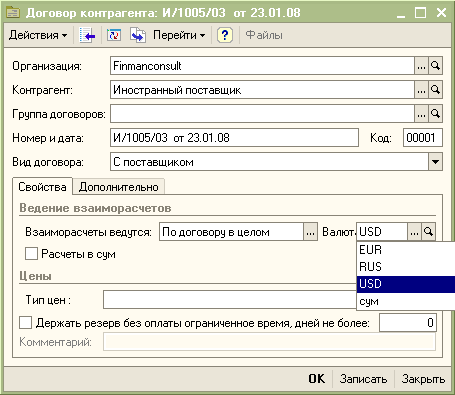 Договор контрагента: И/1005/03 от 23.01.08
Действия Перейти ? Файлы
Организация: Finmanconsult ...
Контрагент: Иностранный поставщик ...
Группа договоров: ...
Номер и дата: И/1005/03 от 23.01.08 Код: 00001
Вид договора: С поставщиком
Свойства Дополнительно
Ведение взаиморасчетов
Взаиморасчеты ведутся: По договору в целом ... Валюта USD ...
EUR
Расчеты в сум
RUS
Цены
USD
Тип цен :
сум
Держать резерв без оплаты ограниченное время, дней не более: 0
Комментарий:
OK Записать Закрыть